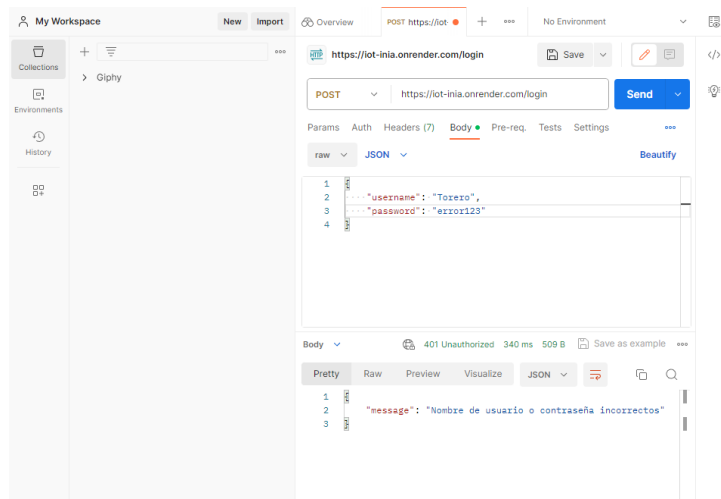 My Workspace
New
Import
Overview
POST https://iot-
No Environment
Collections
Environments
History
Giphy
HTTP
https://iot-inia.onrender.com/login
Save
POST
https://iot-inia.onrender.com/login
Send
Params Auth Headers (7) Body Pre-req. Tests Settings
raw JSON
Beautify
1 {
2 "username": "Torero",
3 "password": "error123"
4 }
Body
401 Unauthorized 340 ms 509 B Save as example
Pretty Raw Preview Visualize JSON
1 {
2 "message": "Nombre de usuario o contraseña incorrectos"
3 }